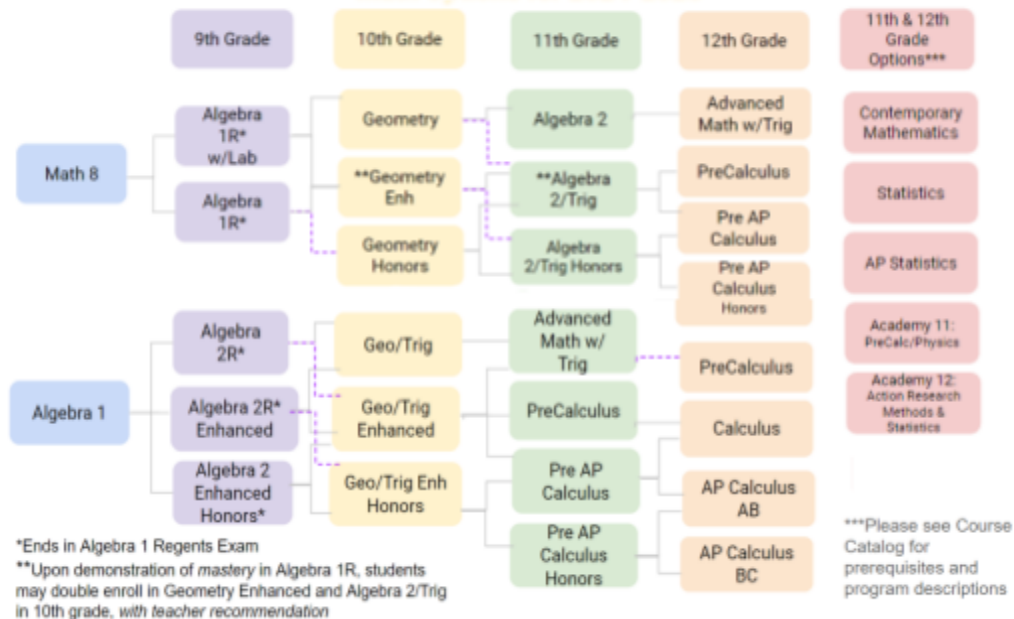 9th Grade
10th Grade
11th Grade
12th Grade
11th & 12th
Grade
Options***
Math 8
Algebra
1R*
w/Lab
Algebra
1R*
Geometry
**Geometry
Enh
Geometry
Honors
Algebra 2
**Algebra
2/Trig
Algebra
2/Trig Honors
Advanced
Math w/Trig
PreCalculus
Pre AP
Calculus
Pre AP
Calculus
Honors
Contemporary
Mathematics
Statistics
AP Statistics
Academy 11:
PreCalc/Physics
Academy 12:
Action Research
Methods &
Statistics
Algebra 1
Algebra
2R*
Algebra 2R*
Enhanced
Algebra 2
Enhanced
Honors*
Geo/Trig
Geo/Trig
Enhanced
Geo/Trig Enh
Honors
Advanced
Math w/
Trig
PreCalculus
Pre AP
Calculus
Pre AP
Calculus
Honors
PreCalculus
Calculus
AP Calculus
AB
AP Calculus
BC
*Ends in Algebra 1 Regents Exam
**Upon demonstration of mastery in Algebra 1R, students
may double enroll in Geometry Enhanced and Algebra 2/Trig
in 10th grade, with teacher recommendation
***Please see Course
Catalog for
prerequisites and
program descriptions